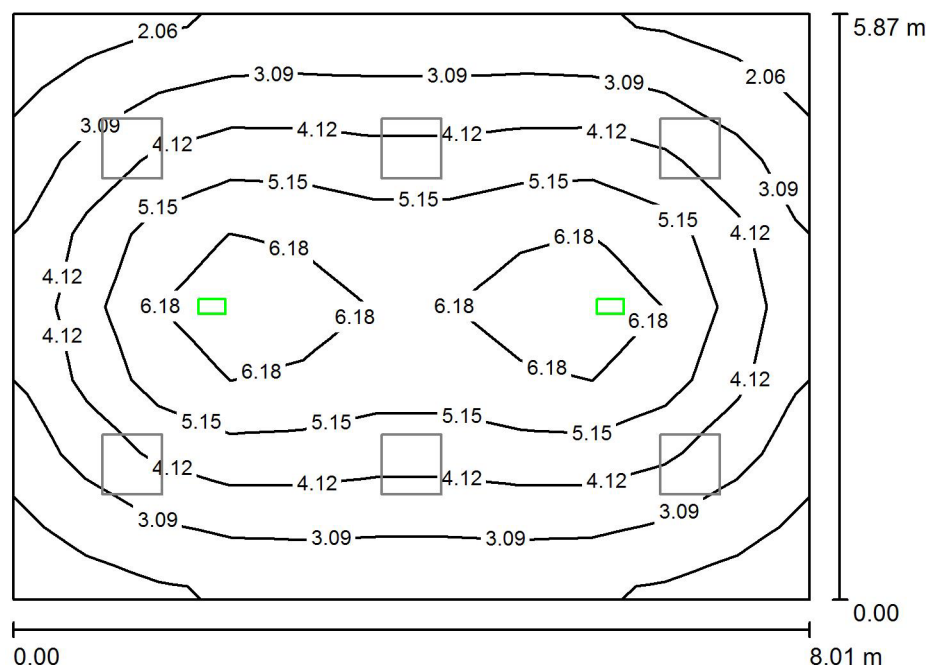 2.06
5.87 m
3.09 3.09 3.09 2.06
3.09 4.12 4.12 4.12 4.12
5.15 5.15 5.15 5.15 5.15 3.09
6.18 6.18 4.12
4.12 6.18 6.18 6.18 6.18
4.12
6.18 6.18 4.12
5.15 5.15 5.15 5.15
4.12 4.12 4.12 4.12
3.09 3.09 3.09 3.09
0.00
0.00 8.01 m